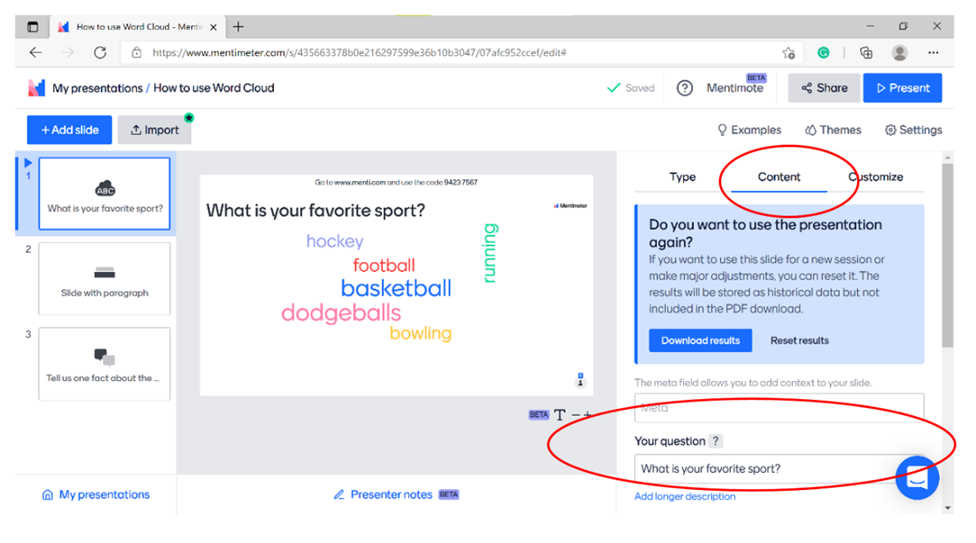 How to use Word Cloud - Mentim
https://www.mentimeter.com/s/435663378b0e216297599e36b10b3047/07afc952ccef/edit#
My presentations / How to use Word Cloud
Saved
?
Mentimote
BETA
Share
Present
+ Add slide
Import
Examples
Themes
Settings
1
ABC
What is your favorite sport?
2
Slide with paragraph
3
Tell us one fact about the ...
Go to www.menti.com and use the code 9423 7567
What is your favorite sport?
Mentimeter
hockey
running
football
basketball
dodgeballs
bowling
BETA T − +
Type
Content
Customize
Do you want to use the presentation
again?
If you want to use this slide for a new session or
make major adjustments, you can reset it. The
results will be stored as historical data but not
included in the PDF download.
Download results
Reset results
The meta field allows you to add context to your slide.
Meta
Your question ?
What is your favorite sport?
Add longer description
My presentations
Presenter notes BETA